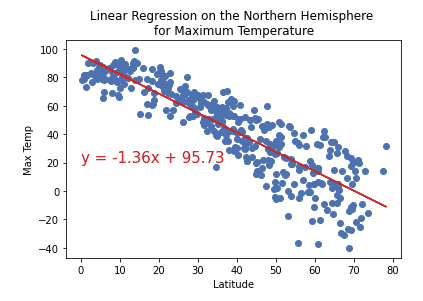 Linear Regression on the Northern Hemisphere
for Maximum Temperature
100
80
60
40
20
0
−20
−40
Max Temp
y = -1.36x + 95.73
0 10 20 30 40 50 60 70 80
Latitude